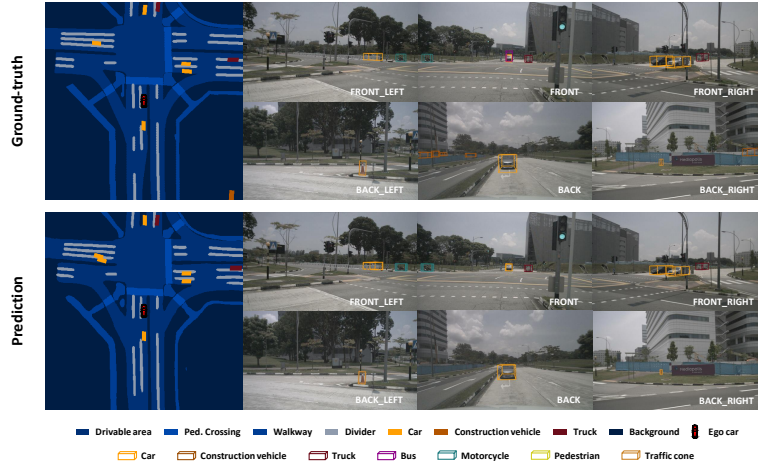 Ground-truth
FRONT_LEFT
FRONT
FRONT_RIGHT
BACK_LEFT
BACK
BACK_RIGHT
Prediction
FRONT_LEFT
FRONT
FRONT_RIGHT
BACK_LEFT
BACK
BACK_RIGHT
Drivable area Ped. Crossing Walkway Divider Car Construction vehicle Truck Background Ego car
Car Construction vehicle Truck Bus Motorcycle Pedestrian Traffic cone